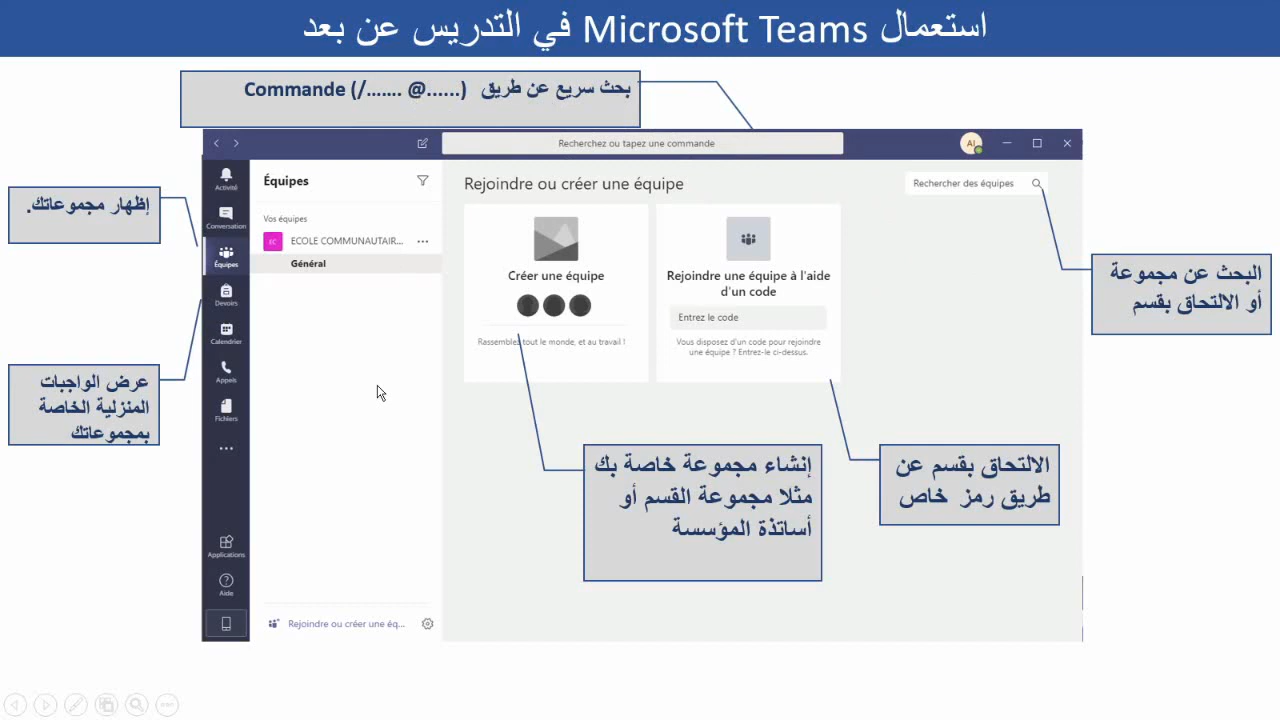 استعمال Microsoft Teams في التدريس عن بعد
بحث سريع عن طريق Commande (/....... @......)
Recherchez ou tapez une commande
AI
إظهار مجموعاتك.
عرض الواجبات
المنزلية الخاصة
بمجموعاتك
Activité
Conversation
Équipes
Devoirs
Calendrier
Appels
Fichiers
Applications
Aide
Équipes
Vos équipes
EC ECOLE COMMUNAUTAIR...
Général
Rejoindre ou créer une éq...
Rejoindre ou créer une équipe
Rechercher des équipes
Créer une équipe
Rassemblez tout le monde, et au travail !
Rejoindre une équipe à l'aide
d'un code
Entrez le code
Vous disposez d'un code pour rejoindre
une équipe ? Entrez-le ci-dessus.
البحث عن مجموعة
أو الالتحاق بقسم
إنشاء مجموعة خاصة بك
مثلا مجموعة القسم أو
أساتذة المؤسسة
الالتحاق بقسم عن
طريق رمز خاص